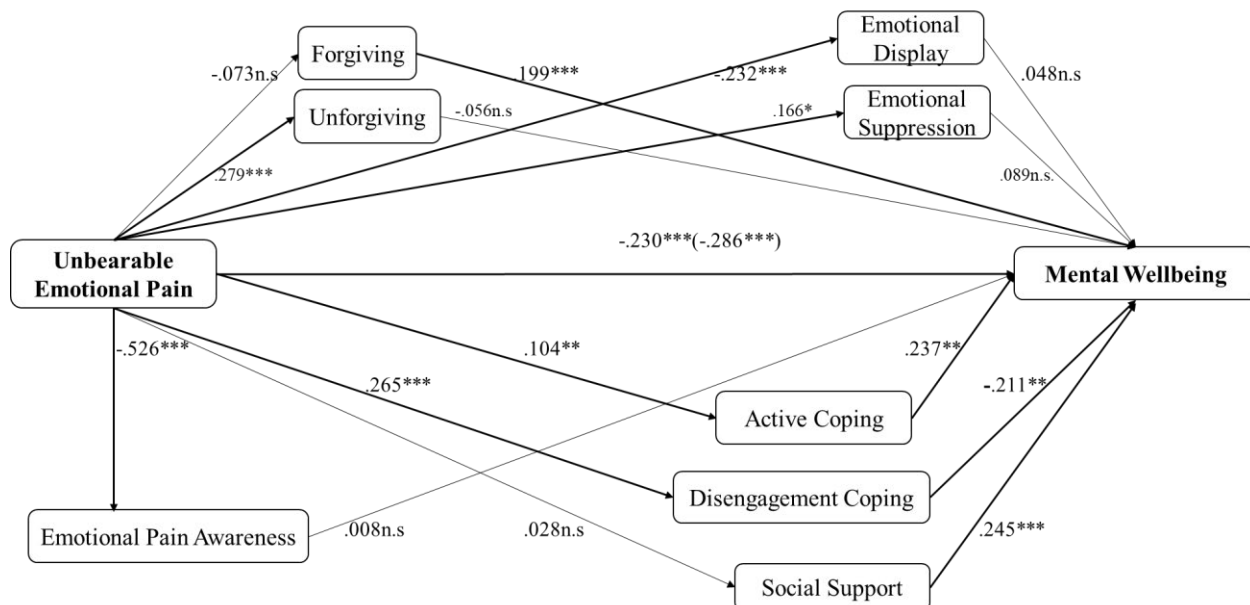 Emotional
Display
Forgiving
-.073n.s
.199***
-.232***
.048n.s
Unforgiving
-.056n.s
.166*
Emotional
Suppression
.279***
.089n.s.
-.230***(-.286***)
Unbearable
Emotional Pain
Mental Wellbeing
-.526***
.104**
.237**
.265***
-.211**
Active Coping
Disengagement Coping
Emotional Pain Awareness
.008n.s
.028n.s
.245***
Social Support